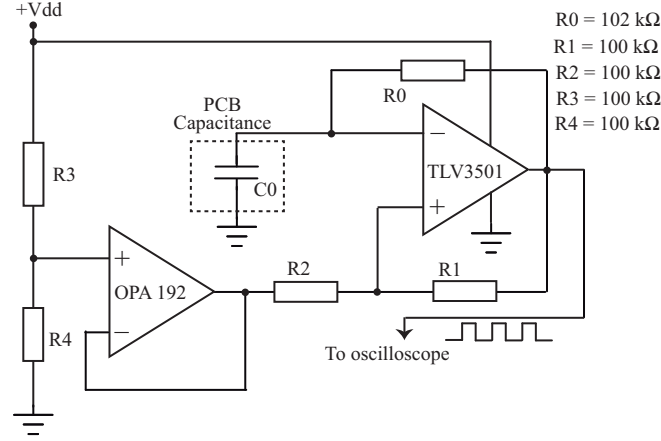 +Vdd
R0 = 102 kΩ
R1 = 100 kΩ
R2 = 100 kΩ
R3 = 100 kΩ
R4 = 100 kΩ
R0
PCB
Capacitance
−
TLV3501
+
C0
R3
+
OPA 192
−
R2
R1
R4
To oscilloscope